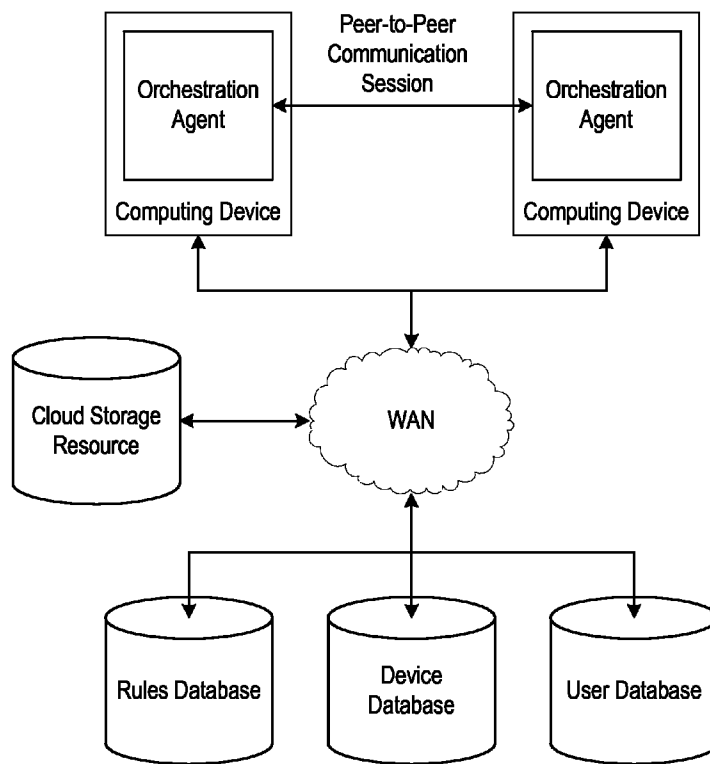 Peer-to-Peer
Communication
Session
Orchestration
Agent
Orchestration
Agent
Computing Device
Computing Device
Cloud Storage
Resource
WAN
Rules Database
Device
Database
User Database